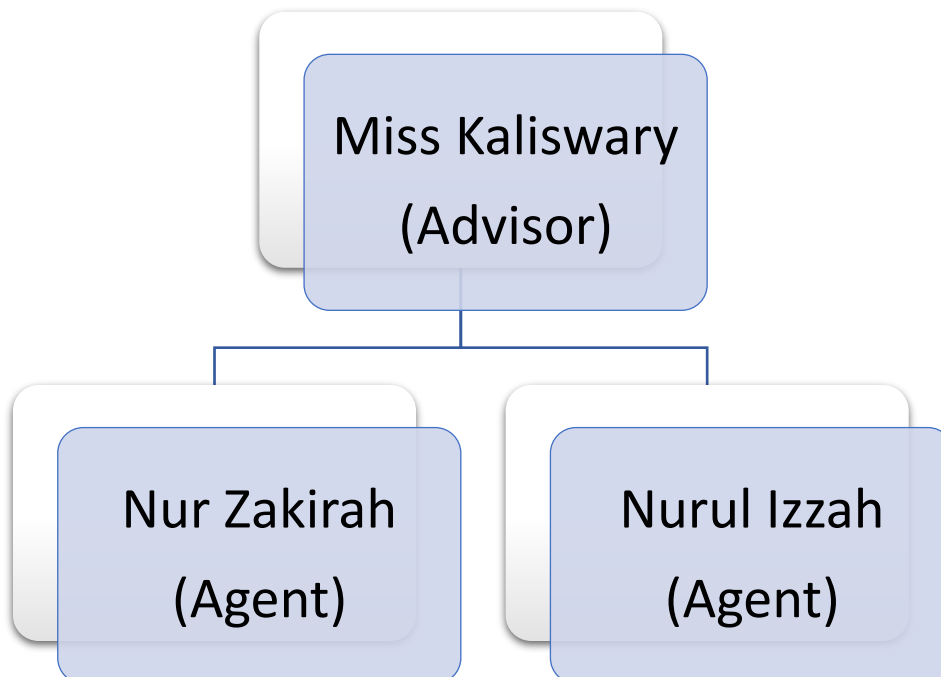 Miss Kaliswary
(Advisor)
Nur Zakirah
(Agent)
Nurul Izzah
(Agent)